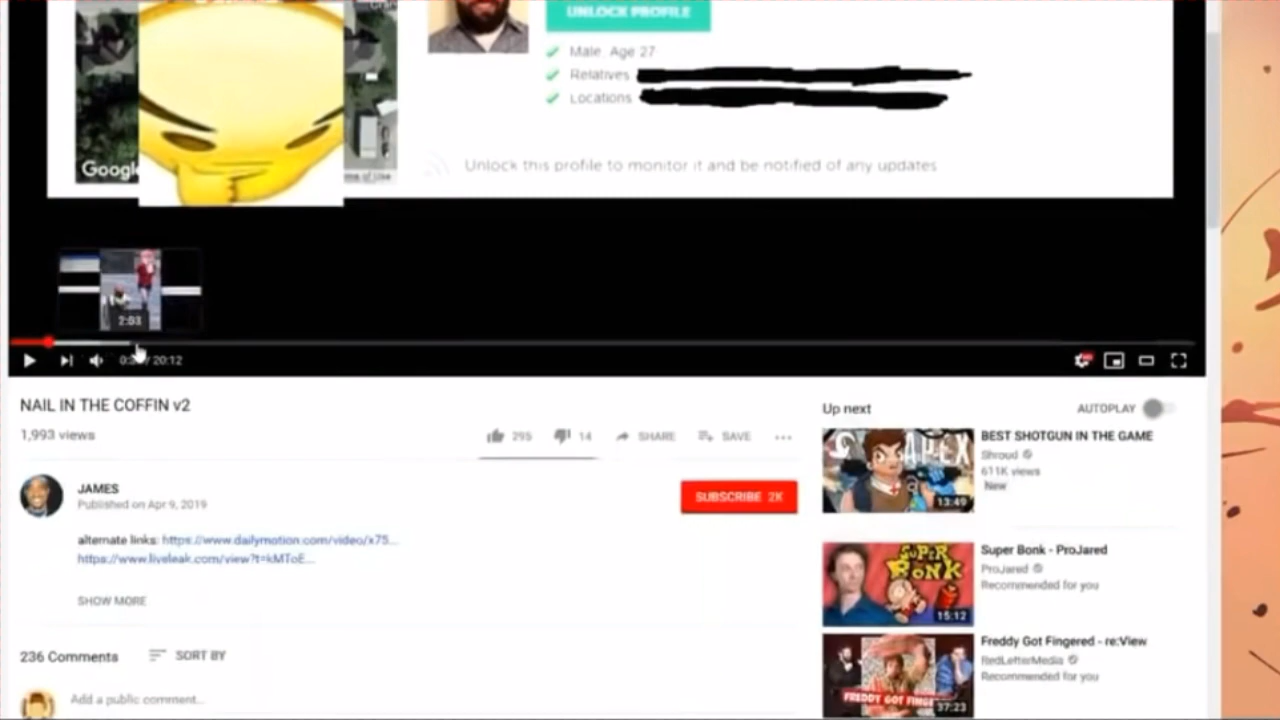 UNLOCK PROFILE
Male, Age 27
Relatives
Locations
Google
Unlock this profile to monitor it and be notified of any updates
2:03
20:12
NAIL IN THE COFFIN v2
1,993 views
295
14
SHARE
SAVE
JAMES
Published on Apr 9, 2019
SUBSCRIBE 2K
alternate links: https://www.dailymotion.com/video/x75...
https://www.liveleak.com/view?t=kMToE...
SHOW MORE
236 Comments
SORT BY
Add a public comment...
Up next
AUTOPLAY
APEX
13:49
BEST SHOTGUN IN THE GAME
Shroud
611K views
New
SUPER BONK
15:12
Super Bonk - ProJared
ProJared
Recommended for you
FREDDY GOT
37:23
Freddy Got Fingered - re:View
RedLetterMedia
Recommended for you